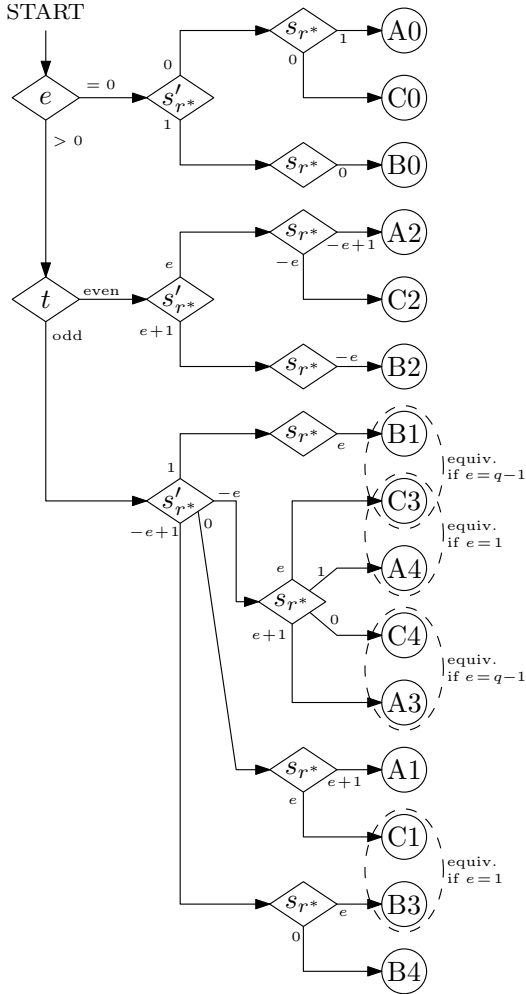 START
e
= 0
> 0
s′r*
0
1
sr*
1
0
A0
C0
sr*
0
B0
t
even
odd
s′r*
e
e+1
sr*
−e+1
−e
A2
C2
sr*
−e
B2
s′r*
1
−e
0
−e+1
sr*
e
B1
equiv.
if e = q−1
C3
equiv.
if e = 1
sr*
e
1
0
e+1
A4
C4
equiv.
if e = q−1
A3
sr*
e+1
e
A1
C1
equiv.
if e = 1
sr*
e
0
B3
B4